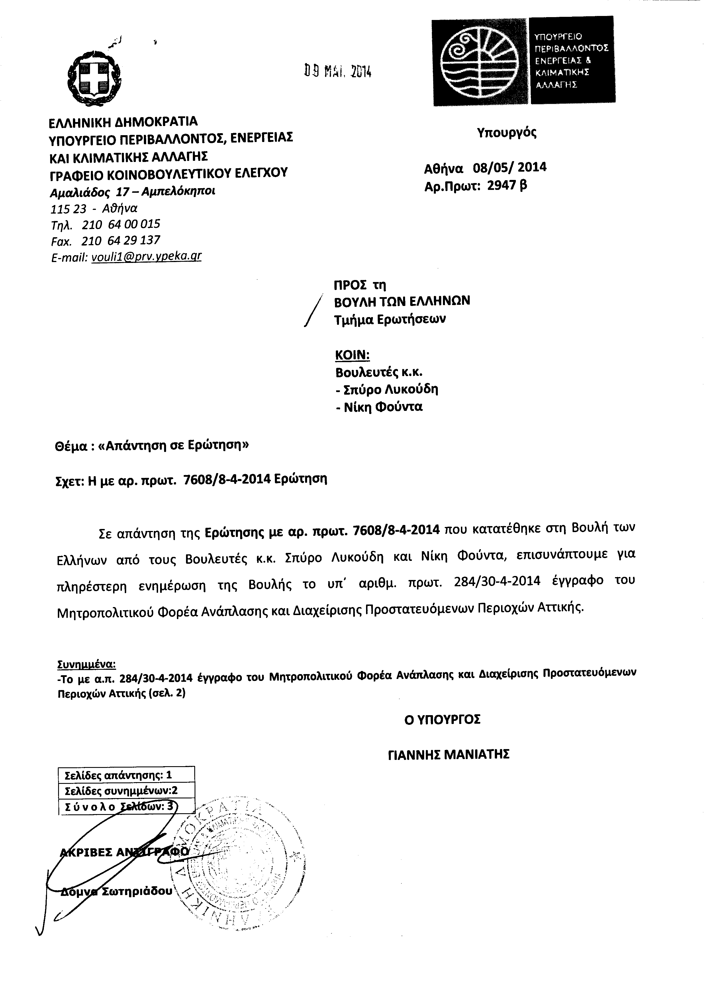 09 ΜΑΙ. 2014
ΥΠΟΥΡΓΕΙΟ
ΠΕΡΙΒΑΛΛΟΝΤΟΣ
ΕΝΕΡΓΕΙΑΣ &
ΚΛΙΜΑΤΙΚΗΣ
ΑΛΛΑΓΗΣ
ΕΛΛΗΝΙΚΗ ΔΗΜΟΚΡΑΤΙΑ
ΥΠΟΥΡΓΕΙΟ ΠΕΡΙΒΑΛΛΟΝΤΟΣ, ΕΝΕΡΓΕΙΑΣ
ΚΑΙ ΚΛΙΜΑΤΙΚΗΣ ΑΛΛΑΓΗΣ
ΓΡΑΦΕΙΟ ΚΟΙΝΟΒΟΥΛΕΥΤΙΚΟΥ ΕΛΕΓΧΟΥ
Αμαλιάδος 17 – Αμπελόκηποι
115 23 - Αθήνα
Τηλ. 210 64 00 015
Fax. 210 64 29 137
E-mail: vouli1@prv.ypeka.gr
Υπουργός
Αθήνα 08/05/ 2014
Αρ.Πρωτ: 2947 β
ΠΡΟΣ τη
ΒΟΥΛΗ ΤΩΝ ΕΛΛΗΝΩΝ
Τμήμα Ερωτήσεων
ΚΟΙΝ:
Βουλευτές κ.κ.
- Σπύρο Λυκούδη
- Νίκη Φούντα
Θέμα : «Απάντηση σε Ερώτηση»
Σχετ: Η με αρ. πρωτ. 7608/8-4-2014 Ερώτηση
Σε απάντηση της Ερώτησης με αρ. πρωτ. 7608/8-4-2014 που κατατέθηκε στη Βουλή των
Ελλήνων από τους Βουλευτές κ.κ. Σπύρο Λυκούδη και Νίκη Φούντα, επισυνάπτουμε για
πληρέστερη ενημέρωση της Βουλής το υπ' αριθμ. πρωτ. 284/30-4-2014 έγγραφο του
Μητροπολιτικού Φορέα Ανάπλασης και Διαχείρισης Προστατευόμενων Περιοχών Αττικής.
Συνημμένα:
-Το με α.π. 284/30-4-2014 έγγραφο του Μητροπολιτικού Φορέα Ανάπλασης και Διαχείρισης Προστατευόμενων
Περιοχών Αττικής (σελ. 2)
Ο ΥΠΟΥΡΓΟΣ
ΓΙΑΝΝΗΣ ΜΑΝΙΑΤΗΣ
Σελίδες απάντησης: 1
Σελίδες συνημμένων:2
Σύνολο Σελίδων: 3
ΑΚΡΙΒΕΣ ΑΝΤΙΓΡΑΦΟ
Δόμνα Σωτηριάδου